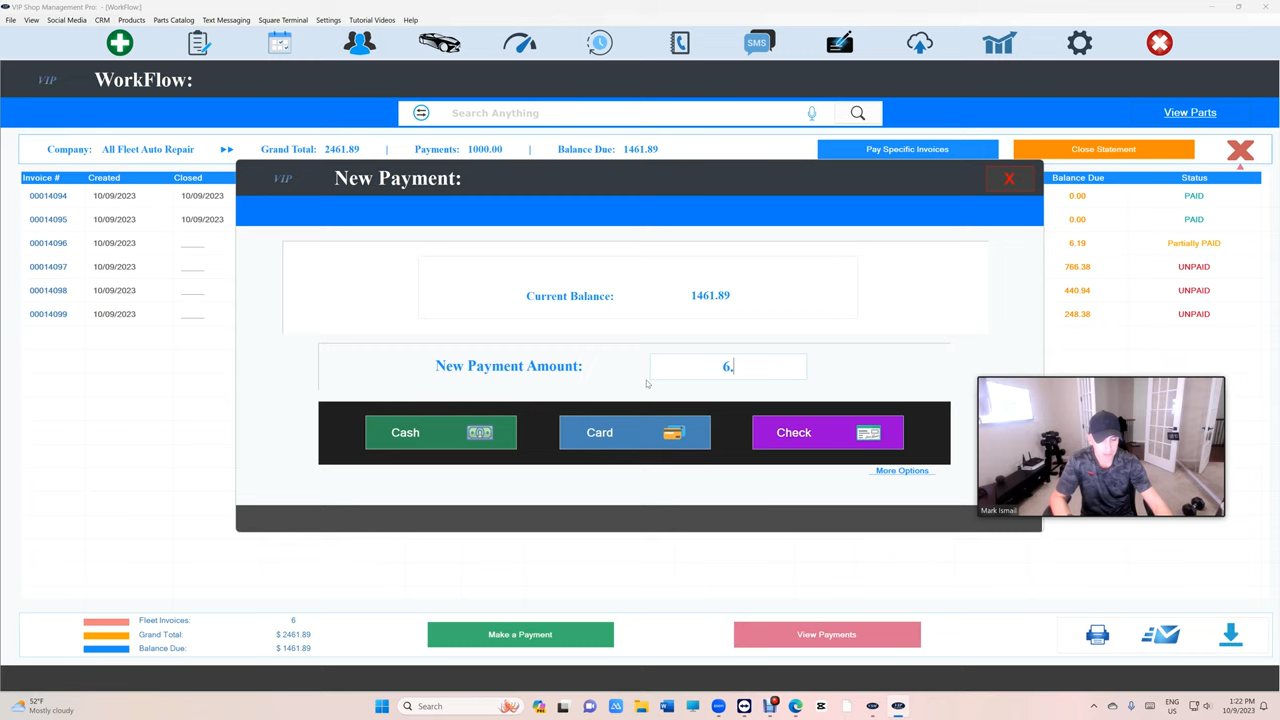 VIP Shop Management Pro: - [WorkFlow:]
File View Social Media CRM Products Parts Catalog Text Messaging Square Terminal Settings Tutorial Videos Help
SMS
VIP WorkFlow:
Search Anything
View Parts
Company: All Fleet Auto Repair Grand Total: 2461.89 | Payments: 1000.00 | Balance Due: 1461.89 Pay Specific Invoices Close Statement
Invoice # Created Closed Balance Due Status
00014094 10/09/2023 10/09/2023 0.00 PAID
00014095 10/09/2023 10/09/2023 0.00 PAID
00014096 10/09/2023 6.19 Partially PAID
00014097 10/09/2023 766.38 UNPAID
00014098 10/09/2023 440.94 UNPAID
00014099 10/09/2023 248.38 UNPAID
VIP New Payment: X
Current Balance: 1461.89
New Payment Amount: 6.
Cash Card Check
More Options
Mark Ismail
Fleet Invoices: 6
Grand Total: $ 2461.89
Balance Due: $ 1461.89
Make a Payment View Payments
52°F
Mostly cloudy
Search
ENG
US
1:22 PM
10/9/2023